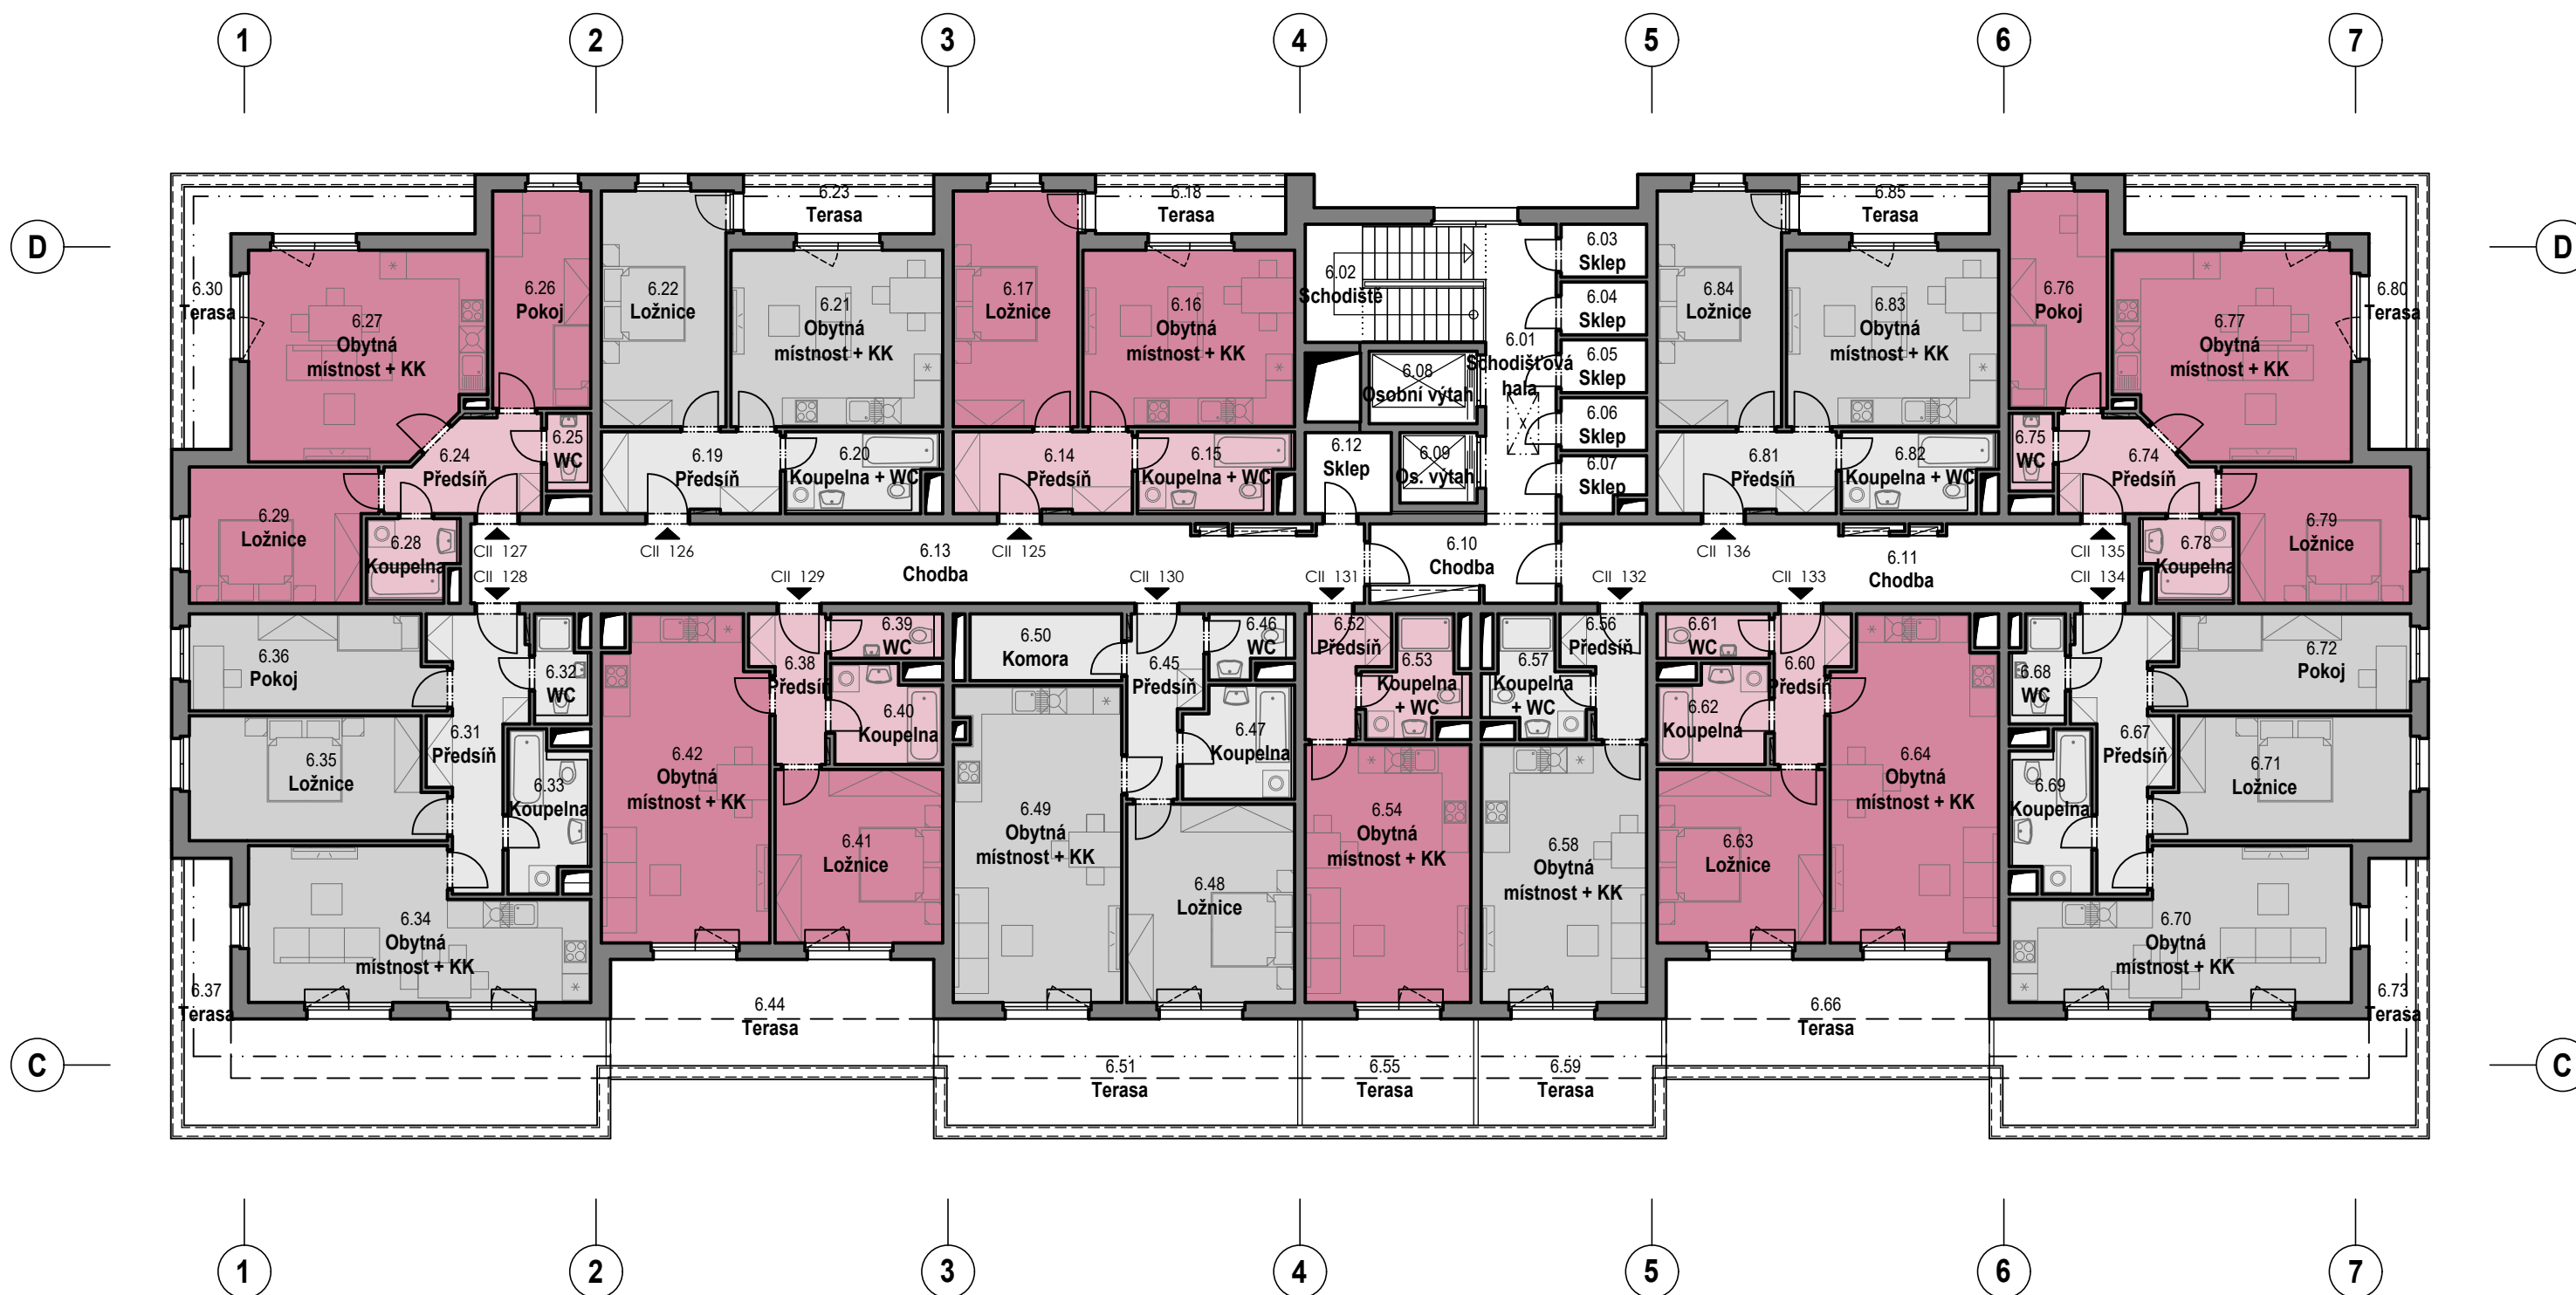 1
2
3
4
5
6
7
D
D
6.30
Terasa
6.27
Obytná
místnost + KK
6.26
Pokoj
6.22
Ložnice
6.23
Terasa
6.21
Obytná
místnost + KK
6.17
Ložnice
6.18
Terasa
6.16
Obytná
místnost + KK
6.02
Schodiště
6.01
Schodišťová
hala
6.03
Sklep
6.04
Sklep
6.05
Sklep
6.06
Sklep
6.07
Sklep
6.08
Osobní výtah
6.09
Os. výtah
6.12
Sklep
6.84
Ložnice
6.85
Terasa
6.83
Obytná
místnost + KK
6.76
Pokoj
6.77
Obytná
místnost + KK
6.80
Terasa
6.24
Předsíň
6.25
WC
6.19
Předsíň
6.20
Koupelna + WC
6.14
Předsíň
6.15
Koupelna + WC
6.81
Předsíň
6.82
Koupelna + WC
6.75
WC
6.74
Předsíň
6.29
Ložnice
6.28
Koupelna
CII 127
CII 126
6.13
Chodba
CII 125
6.10
Chodba
CII 136
6.11
Chodba
CII 135
6.78
Koupelna
6.79
Ložnice
CII 128
CII 129
CII 130
CII 131
CII 132
CII 133
CII 134
6.36
Pokoj
6.32
WC
6.31
Předsíň
6.35
Ložnice
6.33
Koupelna
6.34
Obytná
místnost + KK
6.37
Terasa
6.38
Předsíň
6.39
WC
6.40
Koupelna
6.42
Obytná
místnost + KK
6.41
Ložnice
6.44
Terasa
6.50
Komora
6.45
Předsíň
6.46
WC
6.47
Koupelna
6.49
Obytná
místnost + KK
6.48
Ložnice
6.51
Terasa
6.52
Předsíň
6.53
Koupelna
+ WC
6.54
Obytná
místnost + KK
6.55
Terasa
6.56
Předsíň
6.57
Koupelna
+ WC
6.58
Obytná
místnost + KK
6.59
Terasa
6.61
WC
6.60
Předsíň
6.62
Koupelna
6.63
Ložnice
6.64
Obytná
místnost + KK
6.66
Terasa
6.68
WC
6.67
Předsíň
6.69
Koupelna
6.72
Pokoj
6.71
Ložnice
6.70
Obytná
místnost + KK
6.73
Terasa
C
C
1
2
3
4
5
6
7